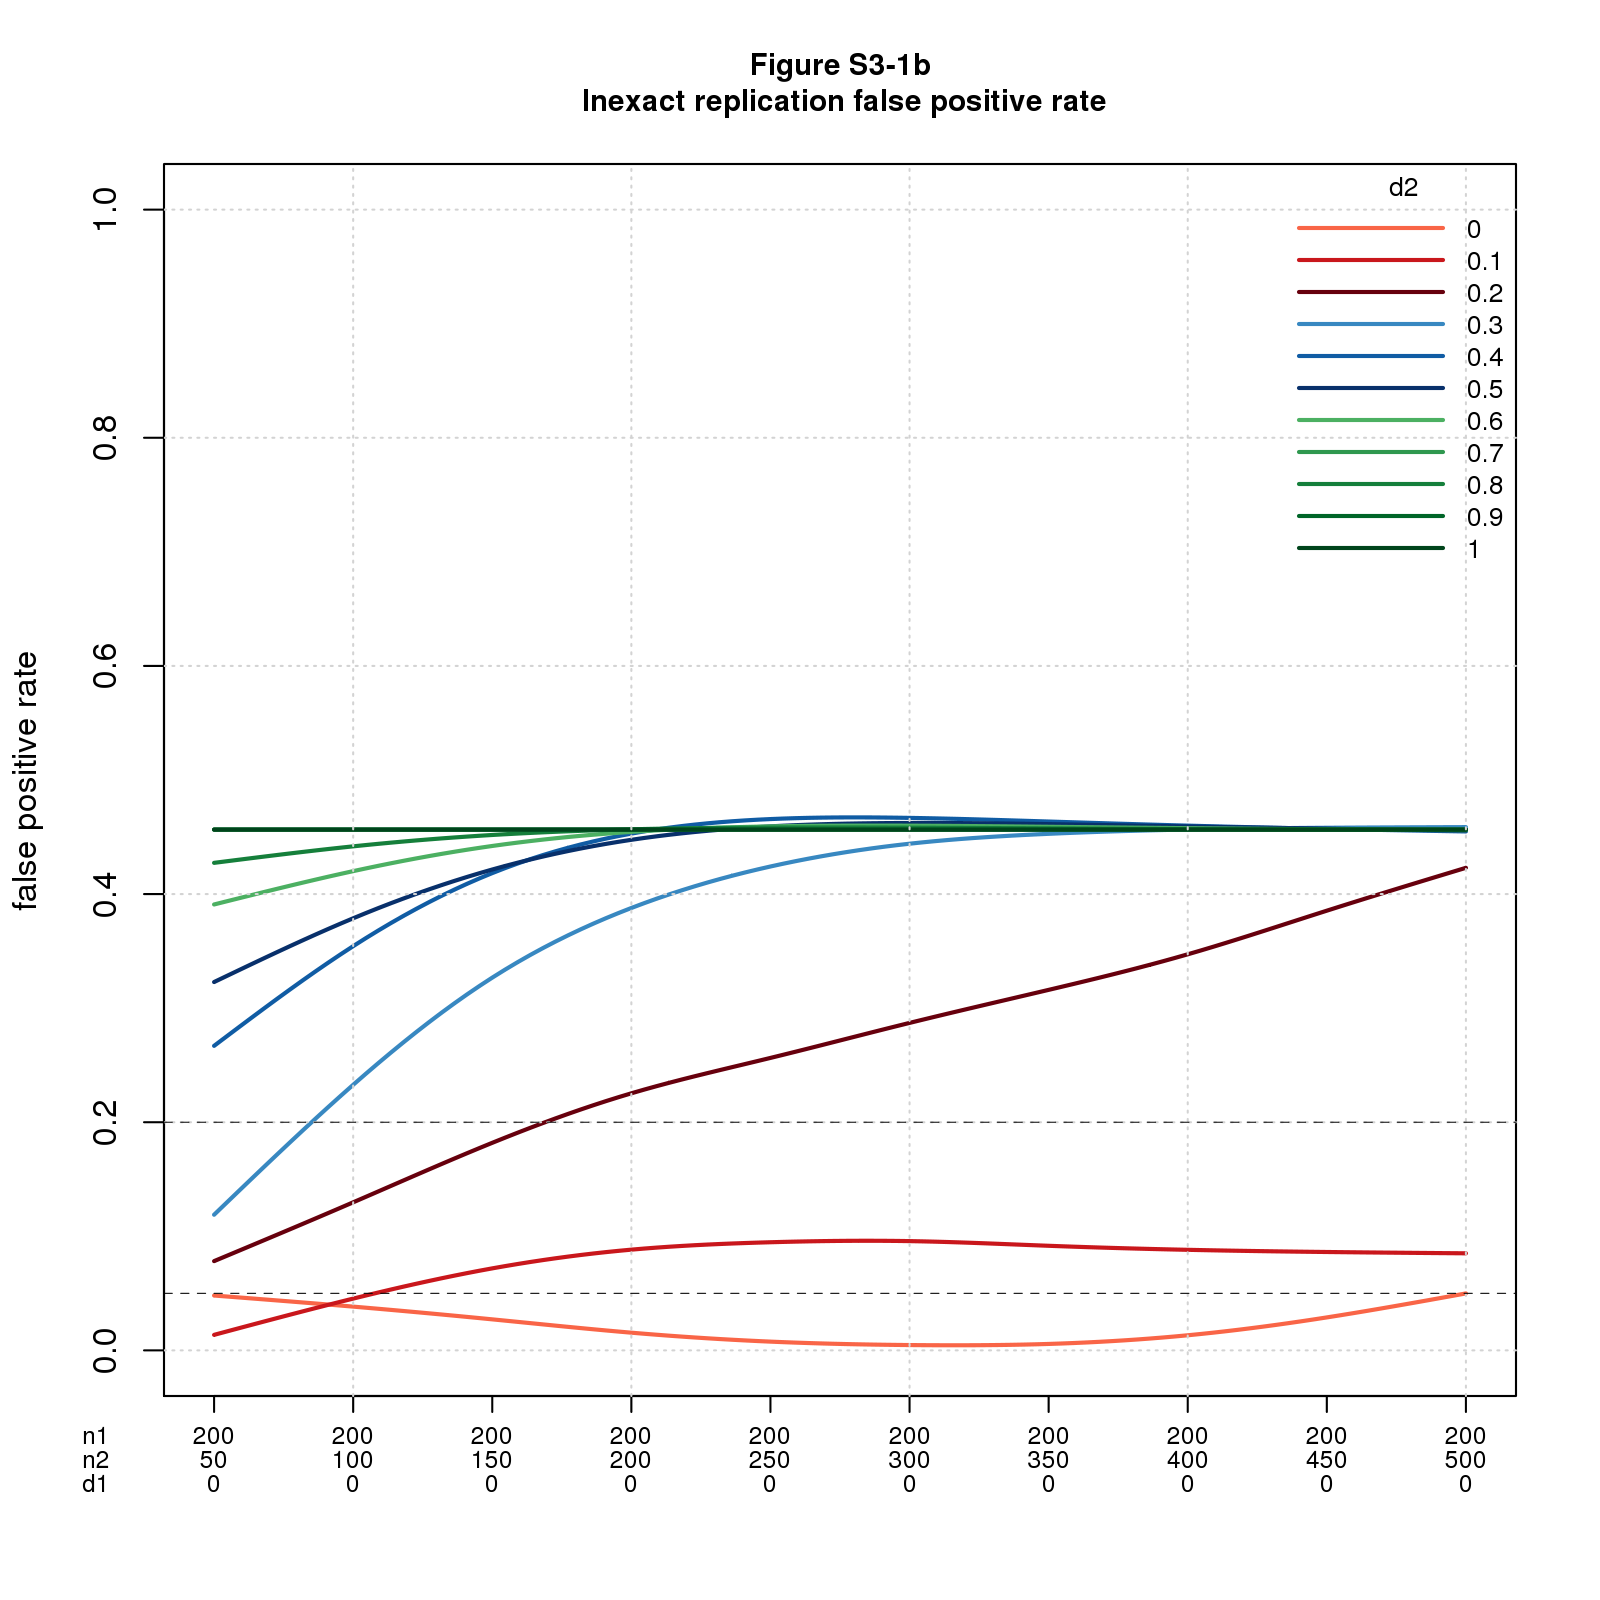 Figure S3-1b
Inexact replication false positive rate
d2
0
0.1
0.2
0.3
0.4
0.5
0.6
0.7
0.8
0.9
1
false positive rate
1.0
0.8
0.6
0.4
0.2
0.0
n1 200 200 200 200 200 200 200 200 200 200
n2 50 100 150 200 250 300 350 400 450 500
d1 0 0 0 0 0 0 0 0 0 0